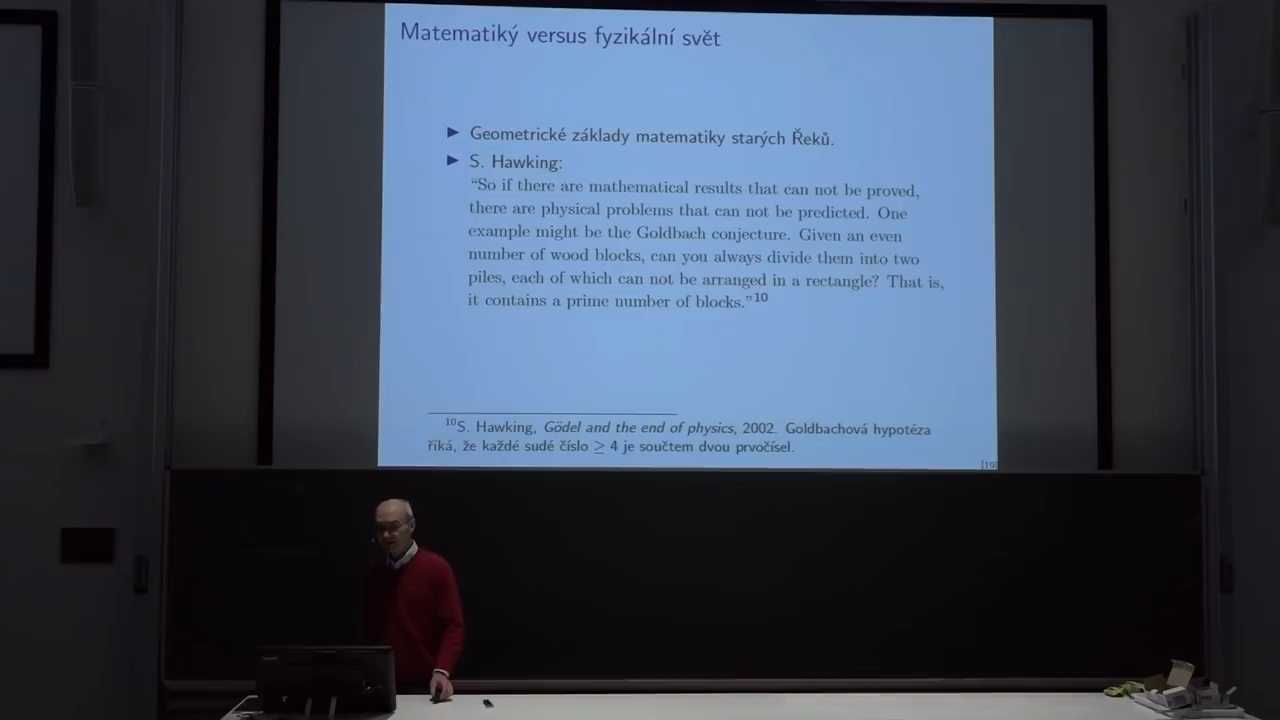 Matematiký versus fyzikální svět
▶ Geometrické základy matematiky starých Řeků.
▶ S. Hawking:
“So if there are mathematical results that can not be proved,
there are physical problems that can not be predicted. One
example might be the Goldbach conjecture. Given an even
number of wood blocks, can you always divide them into two
piles, each of which can not be arranged in a rectangle? That is,
it contains a prime number of blocks.”10
10S. Hawking, Gödel and the end of physics, 2002. Goldbachová hypotéza
říká, že každé sudé číslo ≥ 4 je součtem dvou prvočísel.
[19]